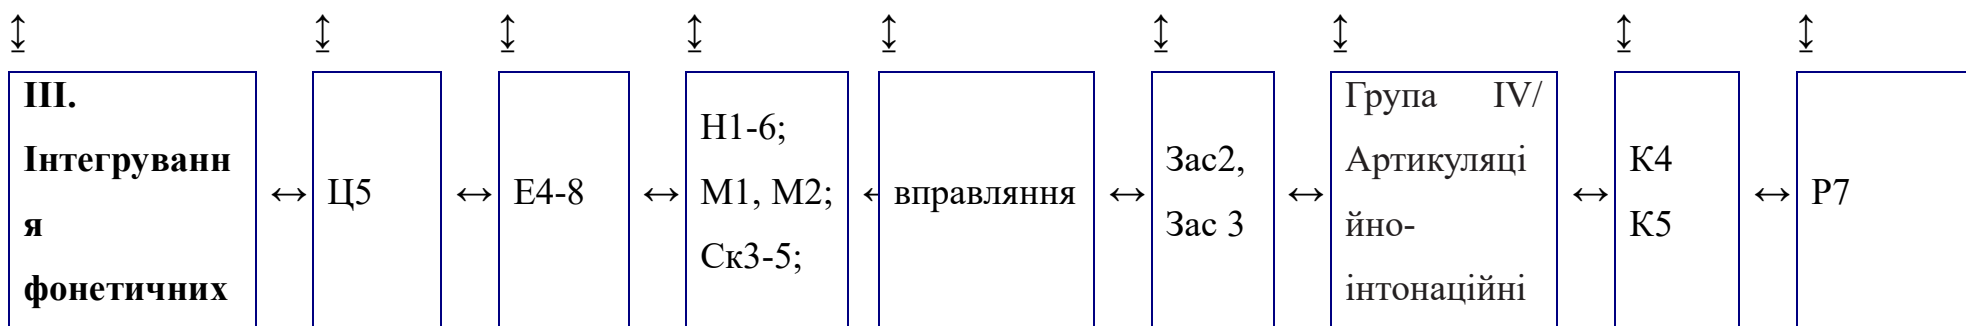 ↕ ↕ ↕ ↕ ↕ ↕ ↕ ↕ ↕
ІІІ.
Інтегруванн
я
фонетичних
↔
Ц5
↔
Е4-8
↔
Н1-6;
М1, М2;
Ск3-5;
↔
вправляння
↔
Зас2,
Зас 3
↔
Група IV/
Артикуляці
йно-
інтонаційні
↔
К4
К5
↔
Р7